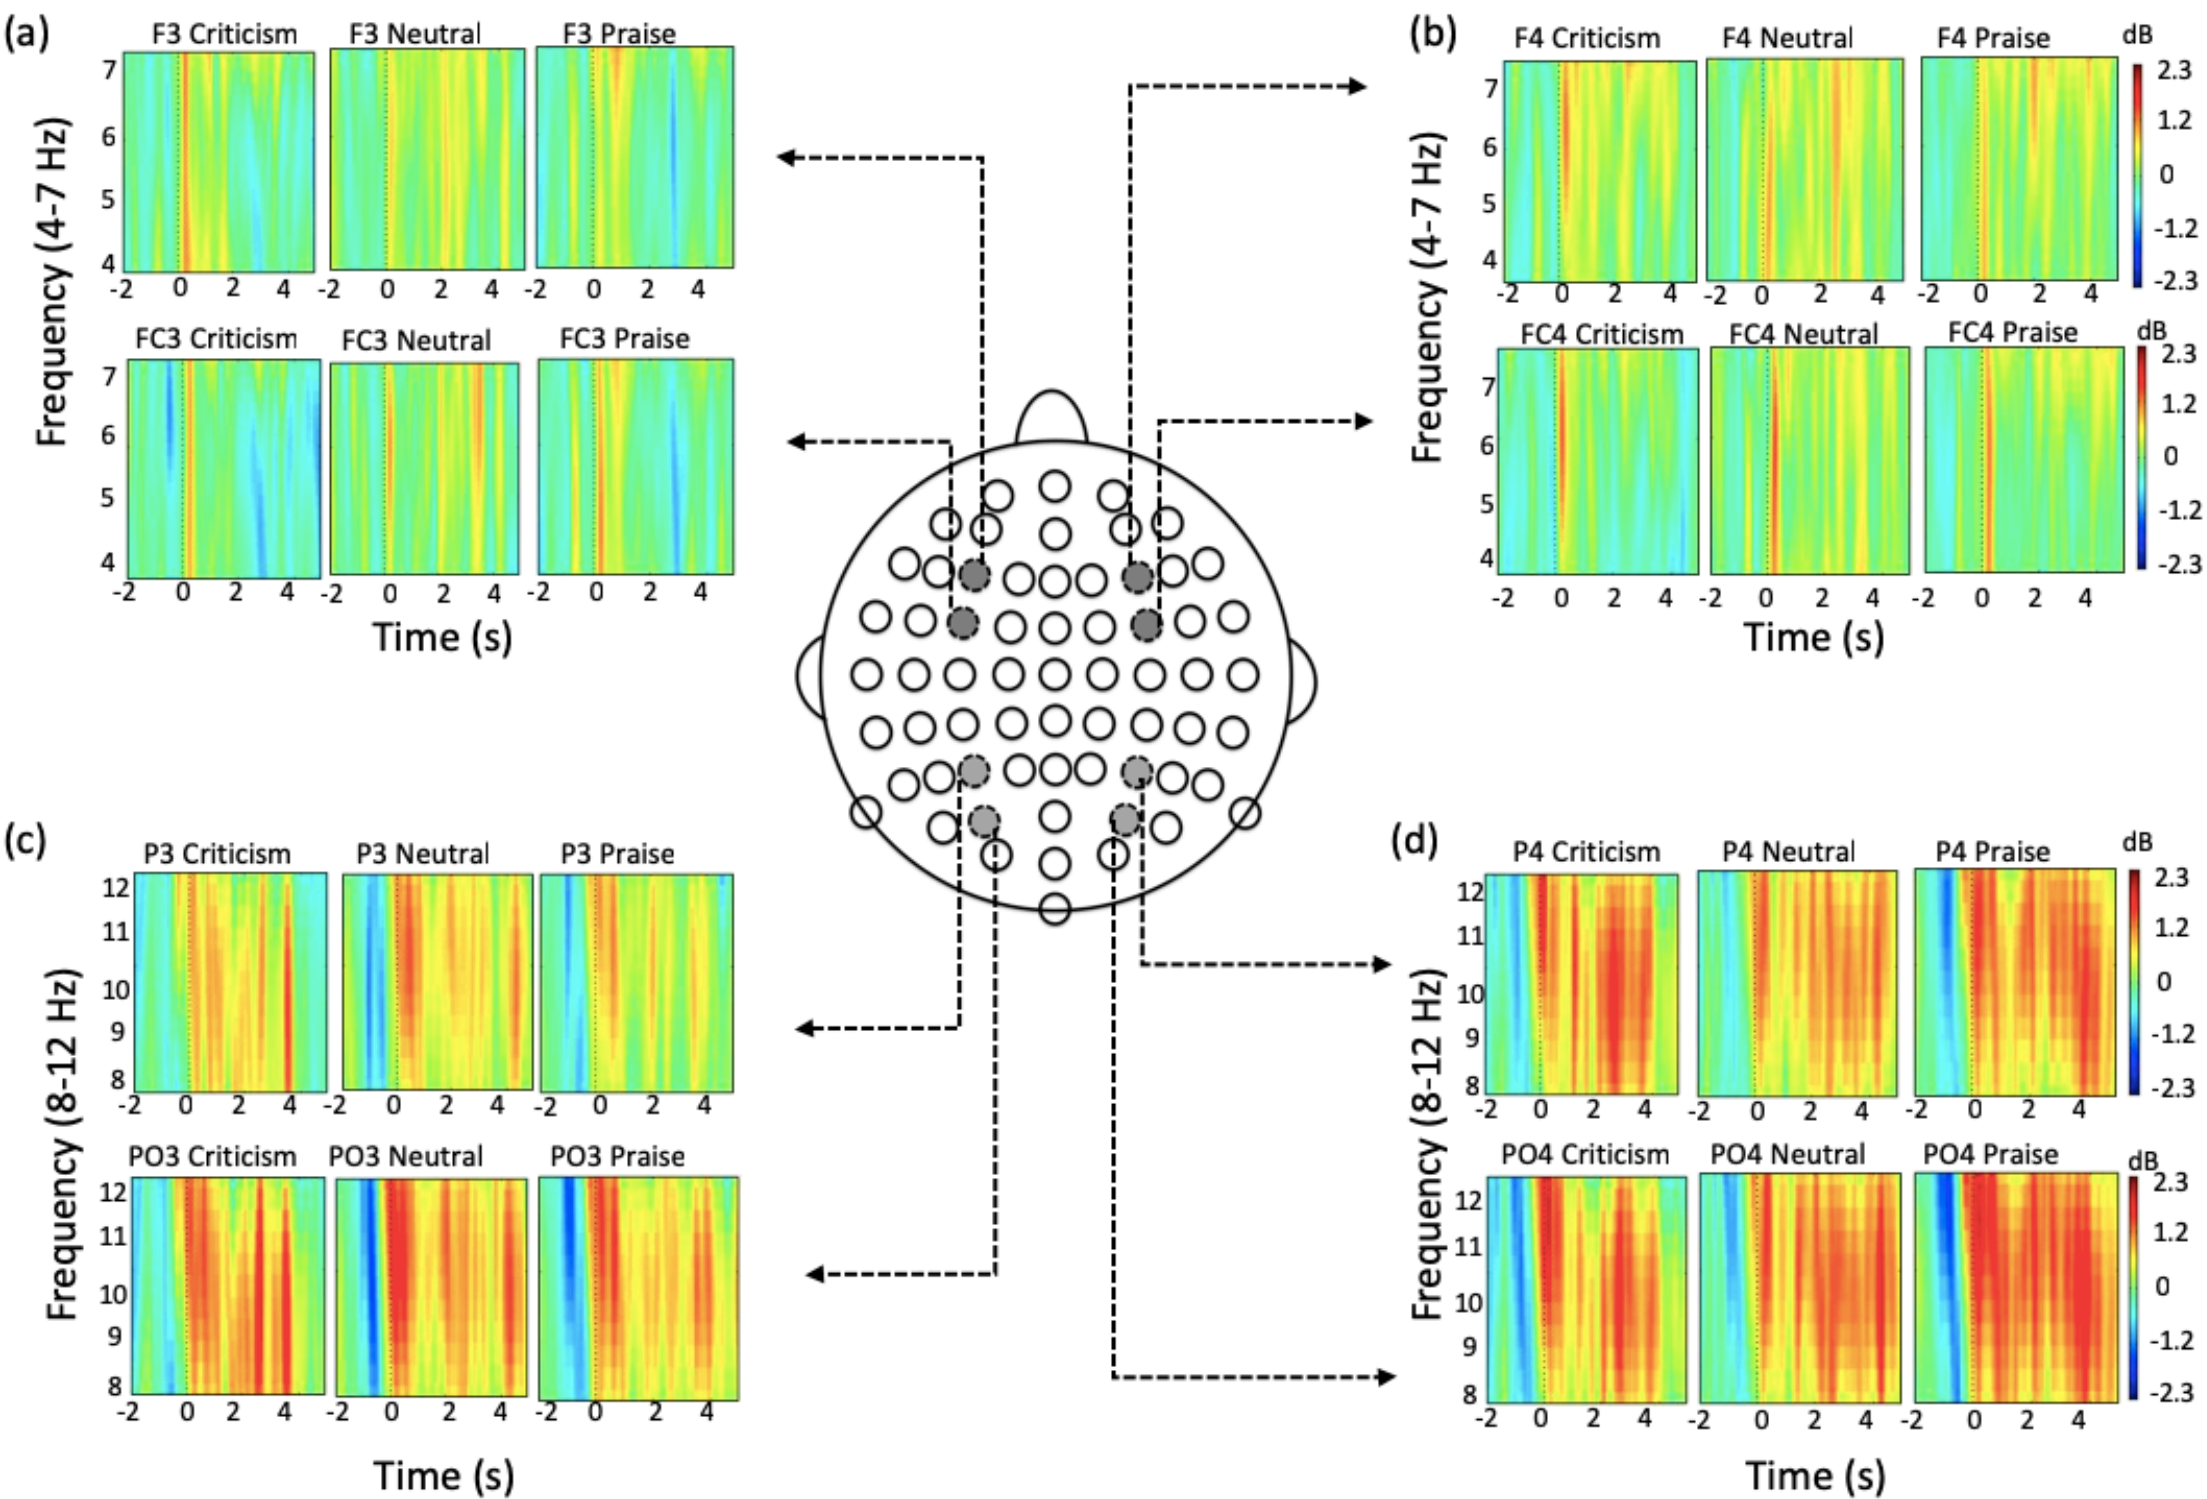 (a)
F3 Criticism F3 Neutral F3 Praise
Frequency (4-7 Hz)
7
6
5
4
-2 0 2 4 -2 0 2 4 -2 0 2 4
FC3 Criticism FC3 Neutral FC3 Praise
7
6
5
4
-2 0 2 4 -2 0 2 4 -2 0 2 4
Time (s)
(b)
F4 Criticism F4 Neutral F4 Praise dB
Frequency (4-7 Hz)
7
6
5
4
2.3
1.2
0
-1.2
-2.3
-2 0 2 4 -2 0 2 4 -2 0 2 4
FC4 Criticism FC4 Neutral FC4 Praise dB
7
6
5
4
2.3
1.2
0
-1.2
-2.3
-2 0 2 4 -2 0 2 4 -2 0 2 4
Time (s)
(c)
P3 Criticism P3 Neutral P3 Praise
Frequency (8-12 Hz)
12
11
10
9
8
-2 0 2 4 -2 0 2 4 -2 0 2 4
PO3 Criticism PO3 Neutral PO3 Praise
12
11
10
9
8
-2 0 2 4 -2 0 2 4 -2 0 2 4
Time (s)
(d)
P4 Criticism P4 Neutral P4 Praise dB
Frequency (8-12 Hz)
12
11
10
9
8
2.3
1.2
0
-1.2
-2.3
-2 0 2 4 -2 0 2 4 -2 0 2 4
PO4 Criticism PO4 Neutral PO4 Praise dB
12
11
10
9
8
2.3
1.2
0
-1.2
-2.3
-2 0 2 4 -2 0 2 4 -2 0 2 4
Time (s)